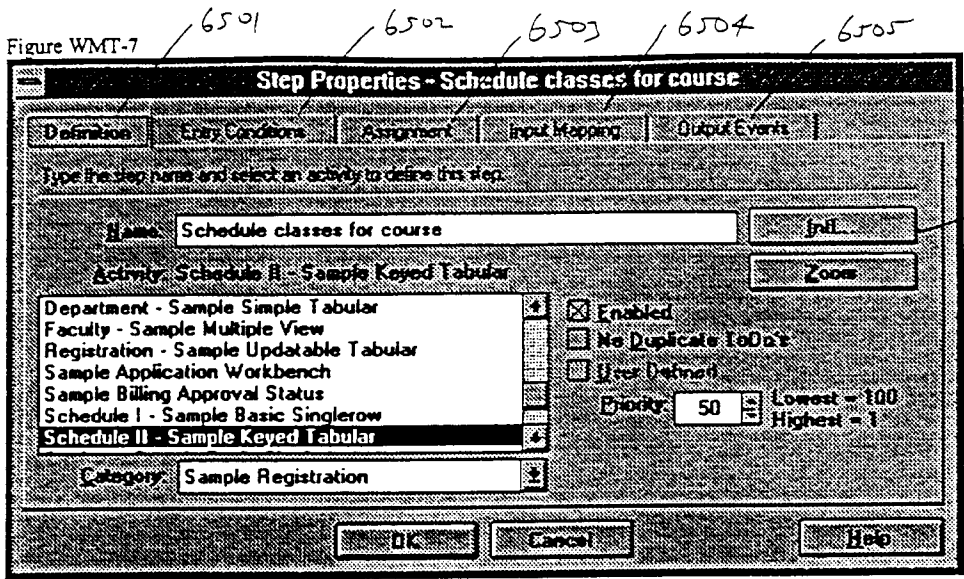 6501 6502 6503 6504 6505
Figure WMT-7
Step Properties - Schedule classes for course
Definition Entry Conditions Assignment Input Mapping Output Events
Type the step name and select an activity to define this step.
Name: Schedule classes for course Init...
Activity: Schedule II - Sample Keyed Tabular Zoom
Department - Sample Simple Tabular
Faculty - Sample Multiple View
Registration - Sample Updatable Tabular
Sample Application Workbench
Sample Billing Approval Status
Schedule I - Sample Basic Singlerow
Schedule II - Sample Keyed Tabular
Enabled
No Duplicate ToDo's
User Defined
Priority: 50 Lowest = 100
Highest = 1
Category: Sample Registration
OK Cancel Help